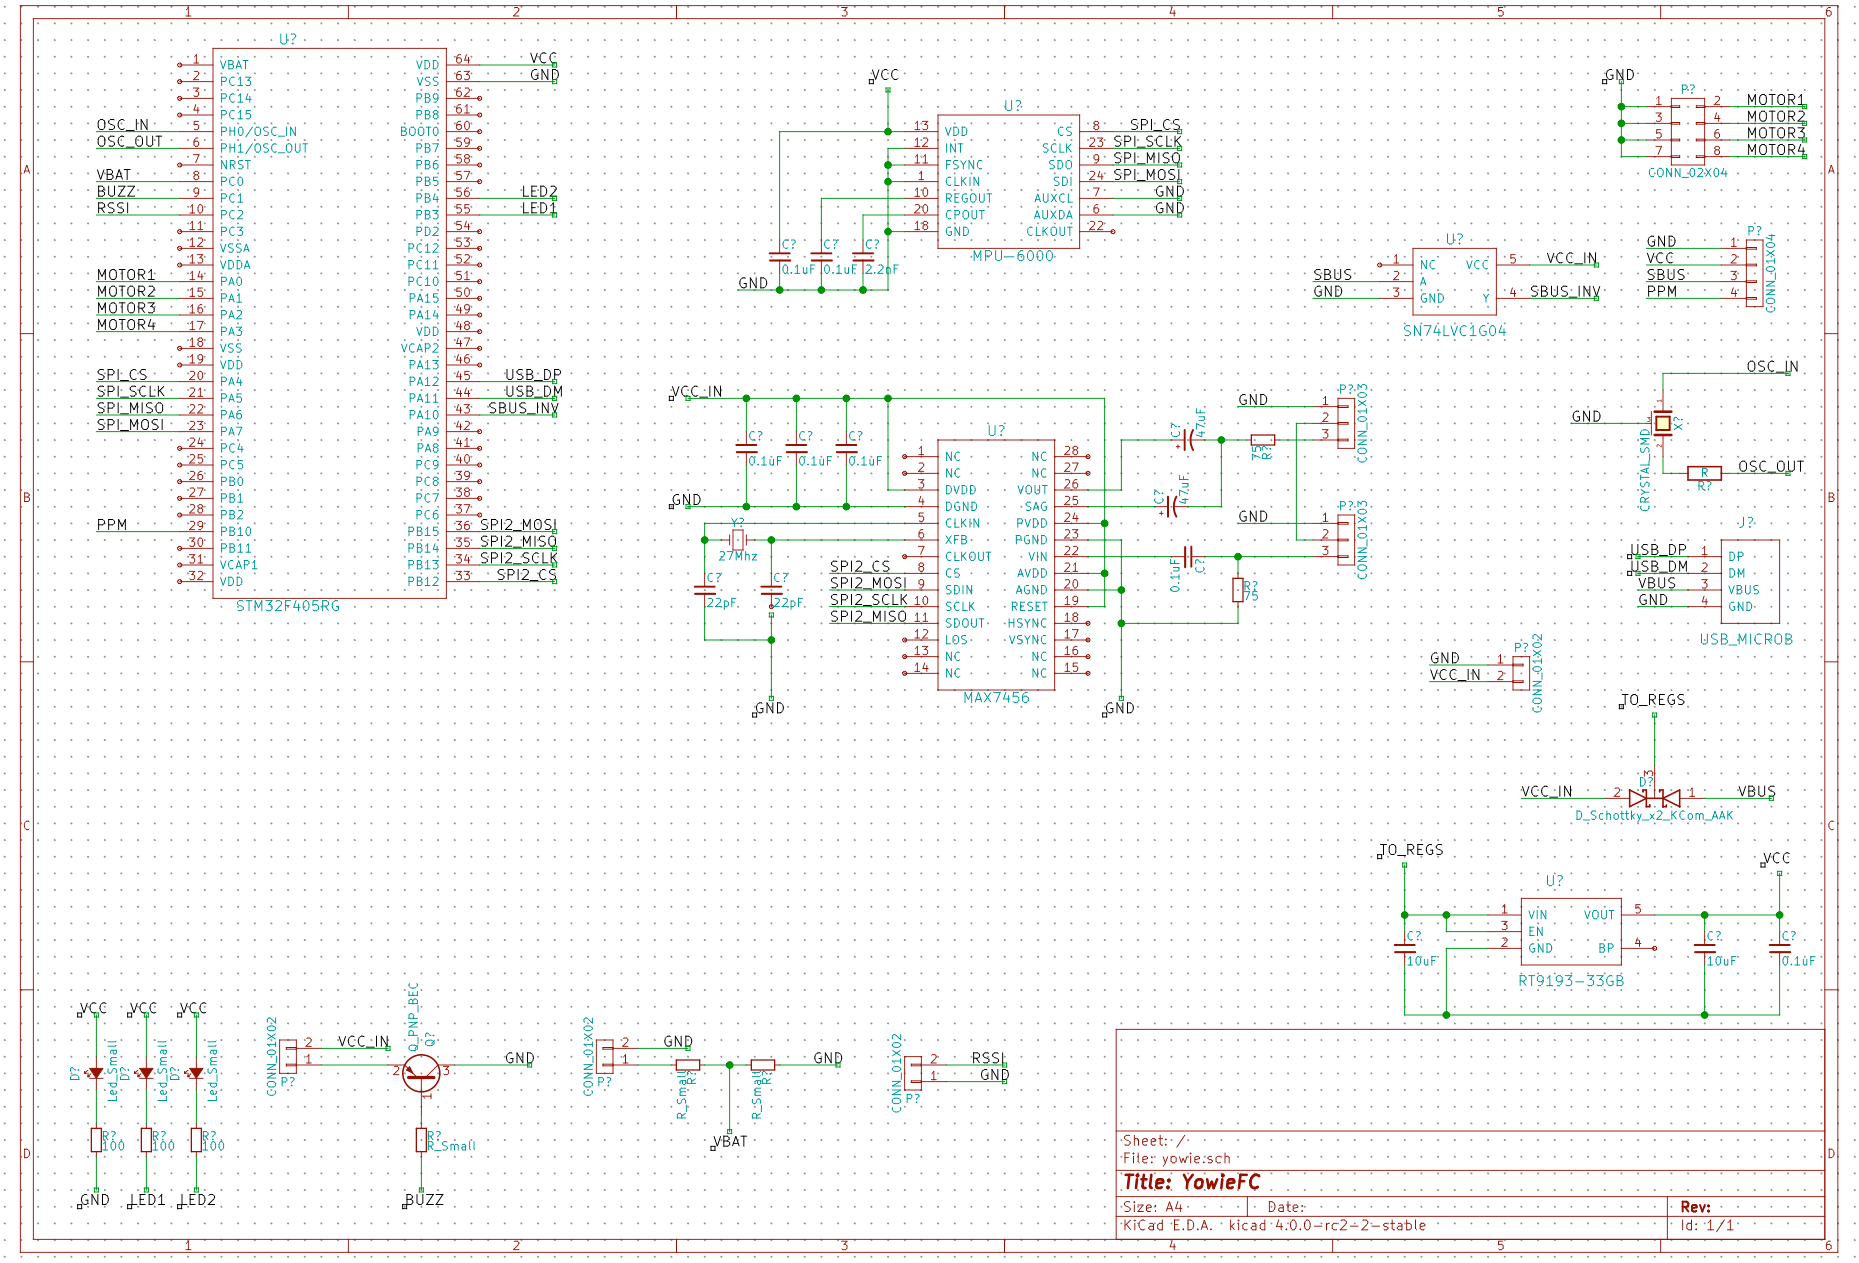 1 2 3 4 5 6
A
B
C
D
U?
1 VBAT
2 PC13
3 PC14
4 PC15
OSC_IN 5 PH0/OSC_IN
OSC_OUT 6 PH1/OSC_OUT
7 NRST
VBAT 8 PC0
BUZZ 9 PC1
RSSI 10 PC2
11 PC3
12 VSSA
13 VDDA
MOTOR1 14 PA0
MOTOR2 15 PA1
MOTOR3 16 PA2
MOTOR4 17 PA3
18 VSS
19 VDD
SPI_CS 20 PA4
SPI_SCLK 21 PA5
SPI_MISO 22 PA6
SPI_MOSI 23 PA7
24 PC4
25 PC5
26 PB0
27 PB1
28 PB2
PPM 29 PB10
30 PB11
31 VCAP1
32 VDD
VDD 64 VCC
VSS 63 GND
PB9 62
PB8 61
BOOT0 60
PB7 59
PB6 58
PB5 57
PB4 56 LED2
PB3 55 LED1
PD2 54
PC12 53
PC11 52
PC10 51
PA15 50
PA14 49
VDD 48
VCAP2 47
PA13 46
PA12 45 USB_DP
PA11 44 USB_DM
PA10 43 SBUS_INV
PA9 42
PA8 41
PC9 40
PC8 39
PC7 38
PC6 37
PB15 36 SPI2_MOSI
PB14 35 SPI2_MISO
PB13 34 SPI2_SCLK
PB12 33 SPI2_CS
STM32F405RG
VCC
U?
13 VDD
12 INT
11 FSYNC
1 CLKIN
10 REGOUT
20 CPOUT
18 GND
CS 8 SPI_CS
SCLK 23 SPI_SCLK
SDO 9 SPI_MISO
SDI 24 SPI_MOSI
AUXCL 7 GND
AUXDA 6 GND
CLKOUT 22
MPU-6000
C? C? C?
0.1uF 0.1uF 2.2nF
GND
GND
P?
1 2 MOTOR1
3 4 MOTOR2
5 6 MOTOR3
7 8 MOTOR4
CONN_02X04
U?
1 NC VCC 5 VCC_IN
SBUS 2 A
GND 3 GND Y 4 SBUS_INV
SN74LVC1G04
P?
GND 1
VCC 2
SBUS 3
PPM 4
CONN_01X04
VCC_IN
C? C? C?
0.1uF 0.1uF 0.1uF
GND
Y?
27Mhz
C? C?
22pF 22pF
GND
U?
1 NC
2 NC
3 DVDD
4 DGND
5 CLKIN
6 XFB
7 CLKOUT
SPI2_CS 8 CS
SPI2_MOSI 9 SDIN
SPI2_SCLK 10 SCLK
SPI2_MISO 11 SDOUT
12 LOS
13 NC
14 NC
NC 28
NC 27
VOUT 26
SAG 25
PVDD 24
PGND 23
VIN 22
AVDD 21
AGND 20
RESET 19
HSYNC 18
VSYNC 17
NC 16
NC 15
MAX7456
GND
C? 47uF
C? 47uF
75 R?
0.1uF C?
R?
75
GND
P?
1
2
3
CONN_01X03
GND
P?
1
2
3
CONN_01X03
OSC_IN
1
GND 3
X?
2
CRYSTAL_SMD
R
R?
OSC_OUT
J?
USB_DP 1 DP
USB_DM 2 DM
VBUS 3 VBUS
GND 4 GND
USB_MICROB
P?
GND 1
VCC_IN 2
CONN_01X02
TO_REGS
3
D?
VCC_IN 2 1 VBUS
D_Schottky_x2_KCom_AAK
TO_REGS
VCC
U?
1 VIN VOUT 5
3 EN
2 GND BP 4
RT9193-33GB
C? 10uF
C? 10uF
C? 0.1uF
VCC VCC VCC
D? Led_Small D? Led_Small D? Led_Small
R? R? R?
100 100 100
GND LED1 LED2
CONN_01X02
2 VCC_IN
1
P?
Q_PNP_BEC
Q?
2 3 GND
1
R?
R_Small
BUZZ
CONN_01X02
2 GND
1
P?
R_Small R?
R_Small R?
GND
VBAT
CONN_01X02
2 RSSI
1 GND
P?
Sheet: /
File: yowie.sch
Title: YowieFC
Size: A4 Date: Rev:
KiCad E.D.A. kicad 4.0.0-rc2-2-stable Id: 1/1
A
B
C
D
1 2 3 4 5 6